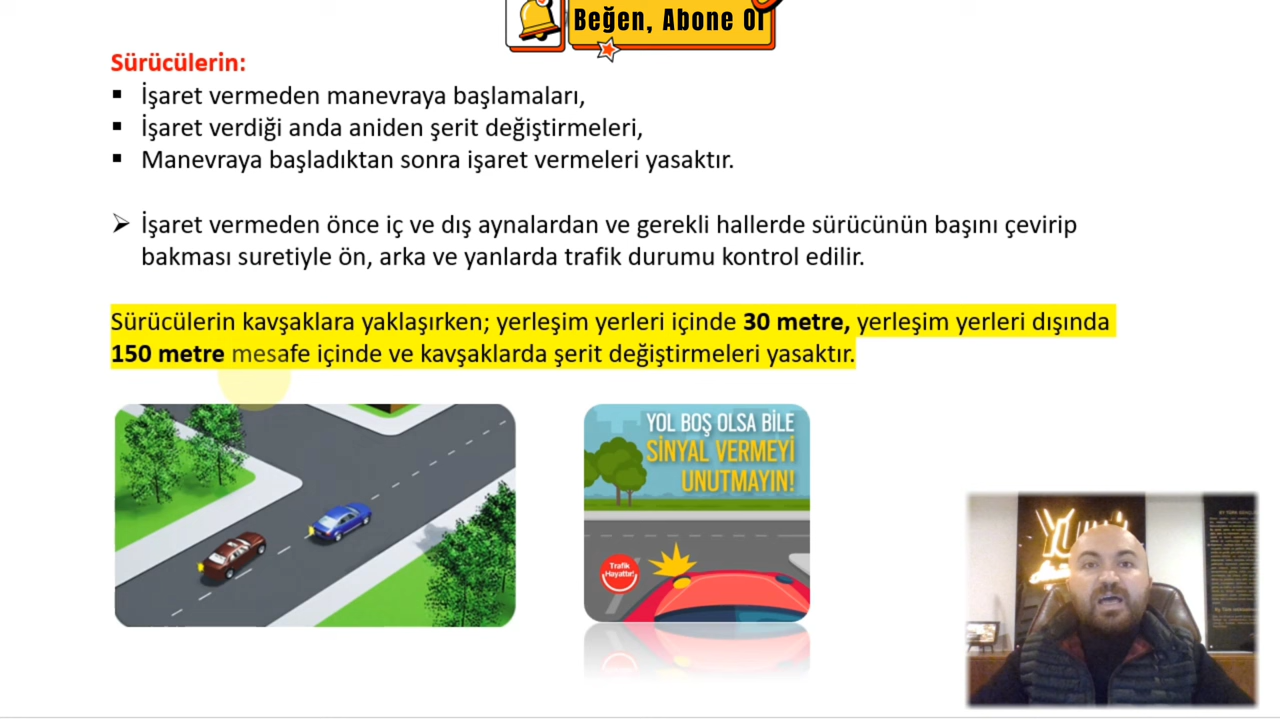 Beğen, Abone Ol
Sürücülerin:
▪ İşaret vermeden manevraya başlamaları,
▪ İşaret verdiği anda aniden şerit değiştirmeleri,
▪ Manevraya başladıktan sonra işaret vermeleri yasaktır.
➢ İşaret vermeden önce iç ve dış aynalardan ve gerekli hallerde sürücünün başını çevirip
bakması suretiyle ön, arka ve yanlarda trafik durumu kontrol edilir.
Sürücülerin kavşaklara yaklaşırken; yerleşim yerleri içinde 30 metre, yerleşim yerleri dışında
150 metre mesafe içinde ve kavşaklarda şerit değiştirmeleri yasaktır.
YOL BOŞ OLSA BİLE
SİNYAL VERMEYİ
UNUTMAYIN!
Trafik
Hayattır!